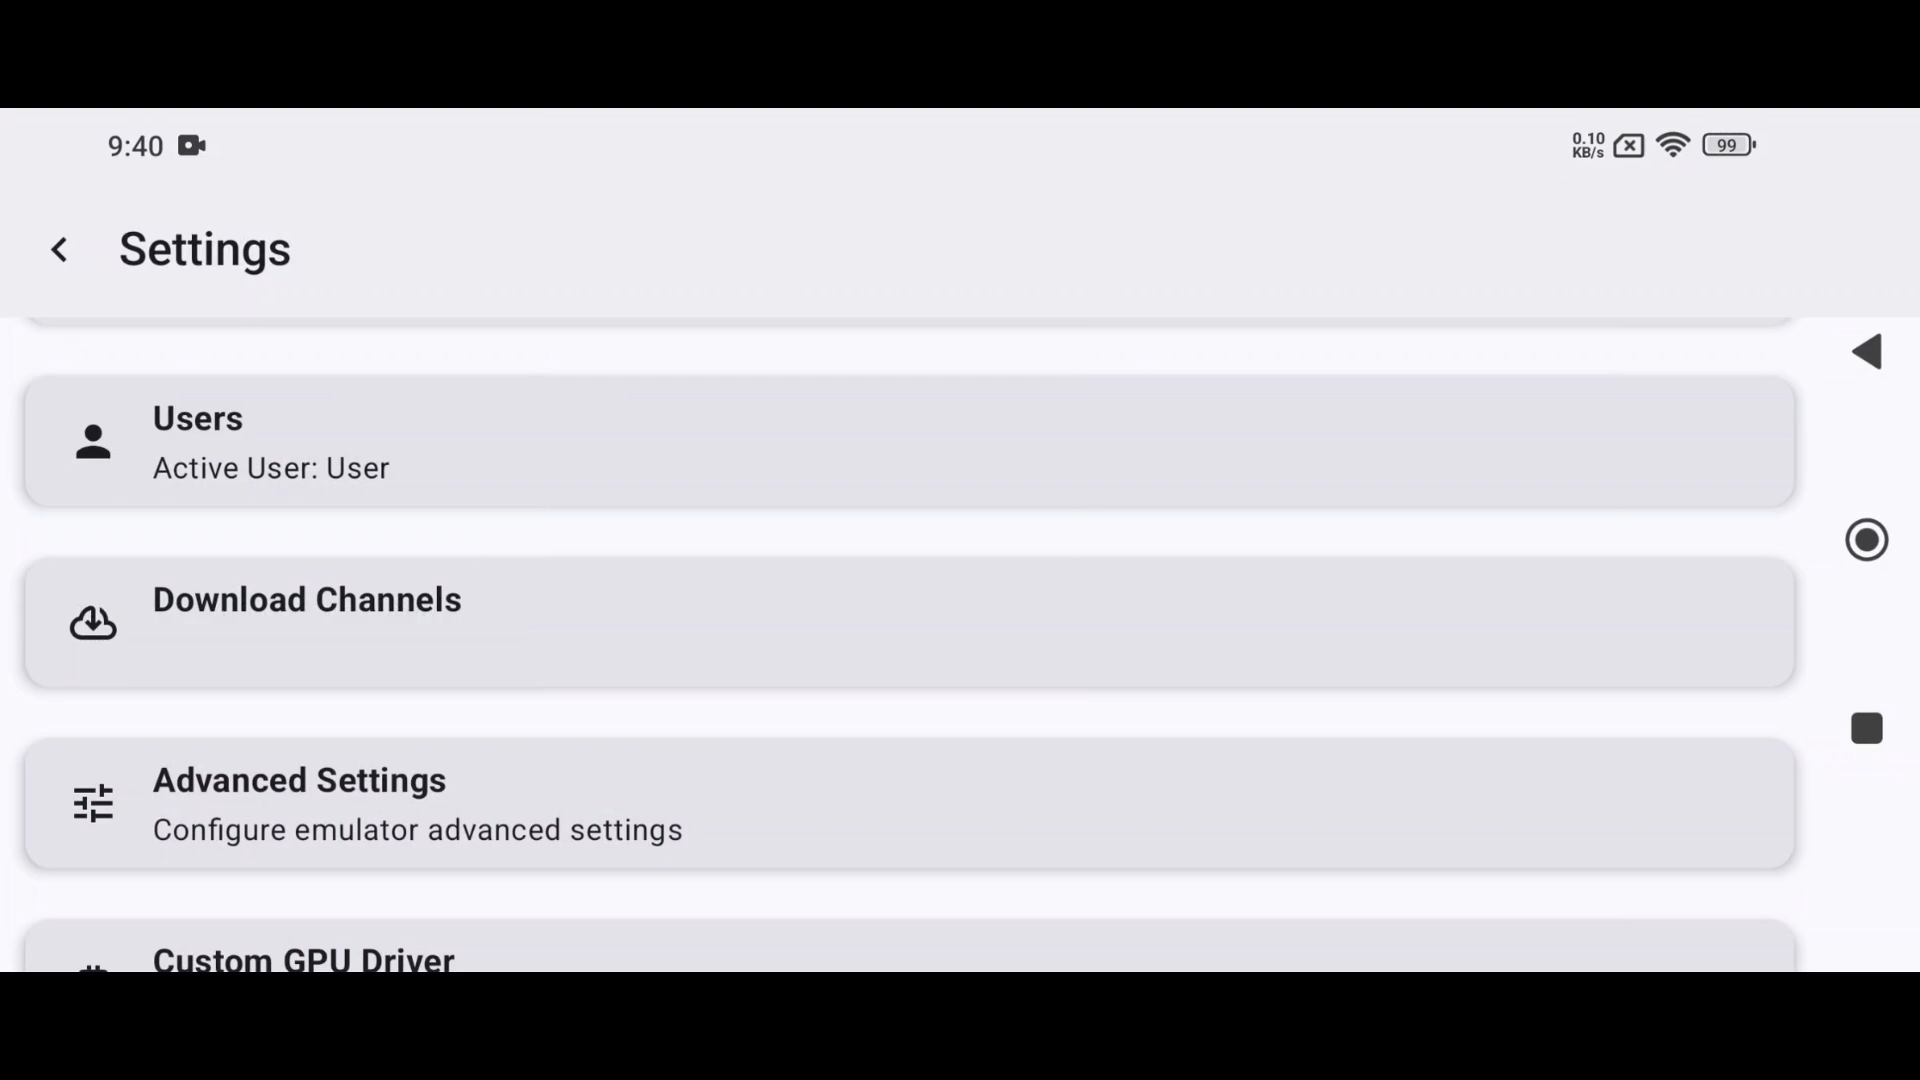 9:40
0.10
KB/s
99
Settings
Users
Active User: User
Download Channels
Advanced Settings
Configure emulator advanced settings
Custom GPU Driver